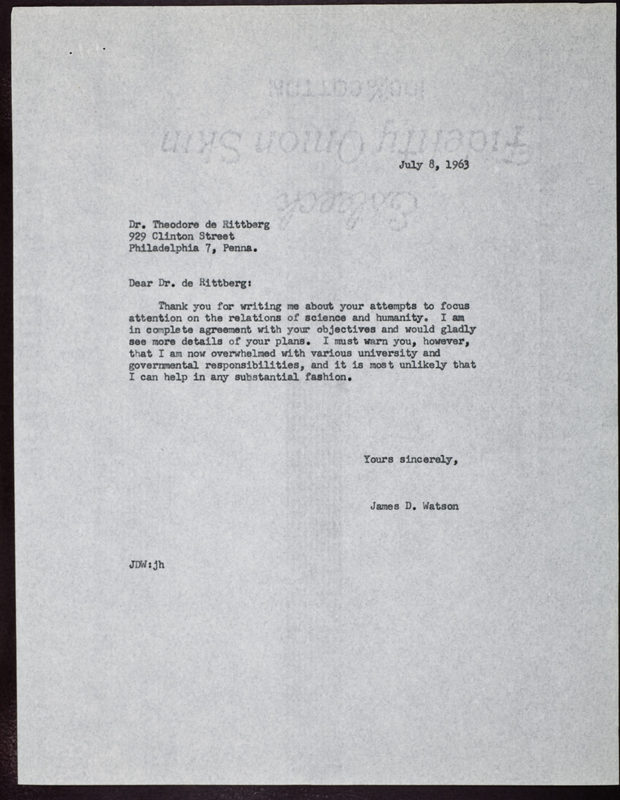 July 8, 1963
Dr. Theodore de Rittberg
929 Clinton Street
Philadelphia 7, Penna.
Dear Dr. de Rittberg:
Thank you for writing me about your attempts to focus
attention on the relations of science and humanity. I am
in complete agreement with your objectives and would gladly
see more details of your plans. I must warn you, however,
that I am now overwhelmed with various university and
governmental responsibilities, and it is most unlikely that
I can help in any substantial fashion.
Yours sincerely,
James D. Watson
JDW:jh
Fidelity Onion Skin